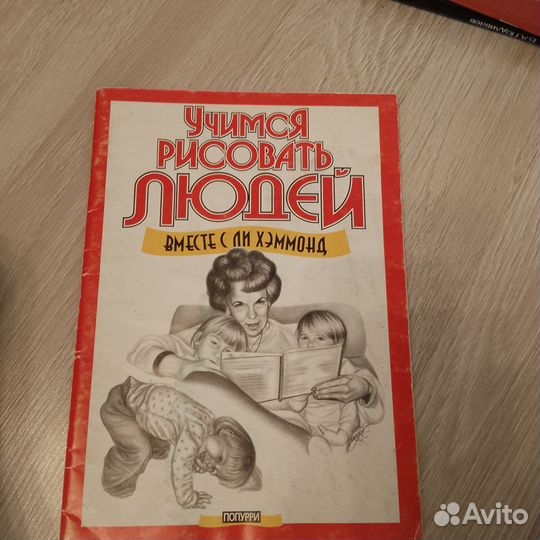 Учимся
рисовать
людей
вместе с Ли Хэммонд
ПОПУРРИ
Avito